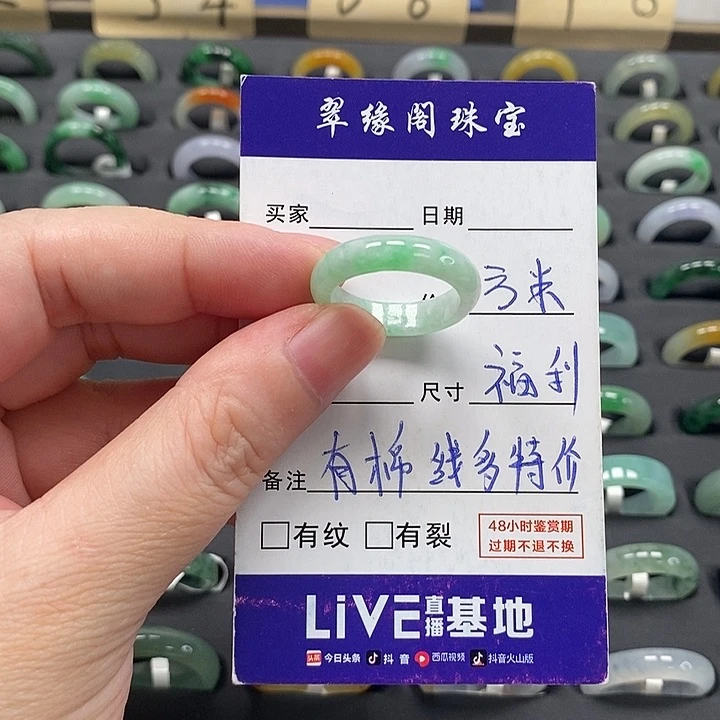 翠缘阁珠宝
买家 日期
福利
尺寸
备注 有棉 线多特价
有纹 有裂
48小时鉴赏期
过期不退不换
LiVE直播基地
头条 今日头条 抖音 西瓜视频 抖音火山版